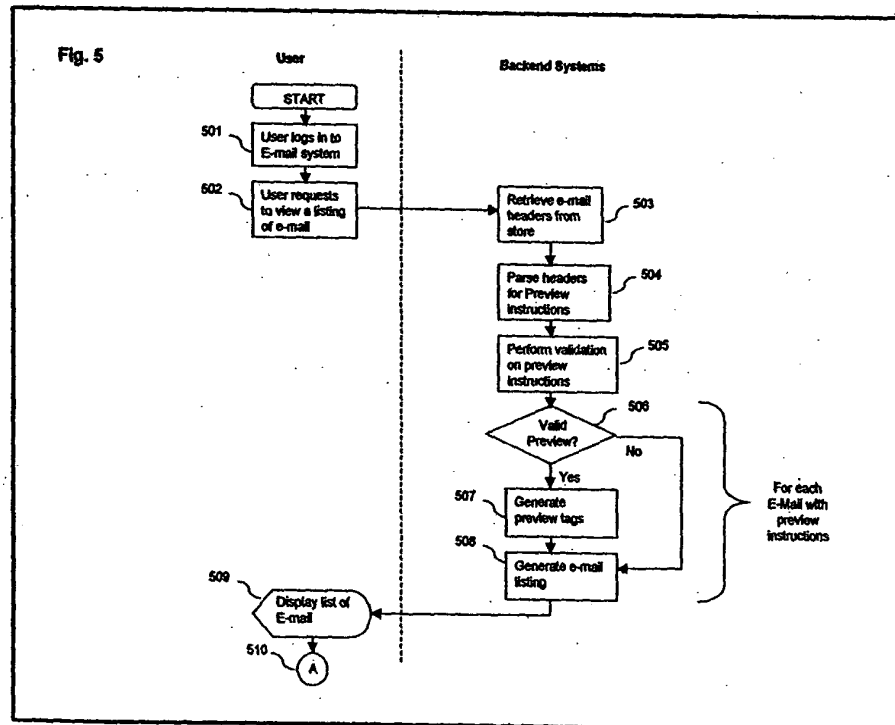 Fig. 5
User
Backend Systems
START
501
User logs in to
E-mail system
502
User requests
to view a listing
of e-mail
Retrieve e-mail
headers from
store
503
Parse headers
for Preview
instructions
504
Perform validation
on preview
instructions
505
Valid
Preview?
506
No
Yes
507
Generate
preview tags
508
Generate e-mail
listing
For each
E-Mail with
preview
instructions
509
Display list of
E-mail
510
A